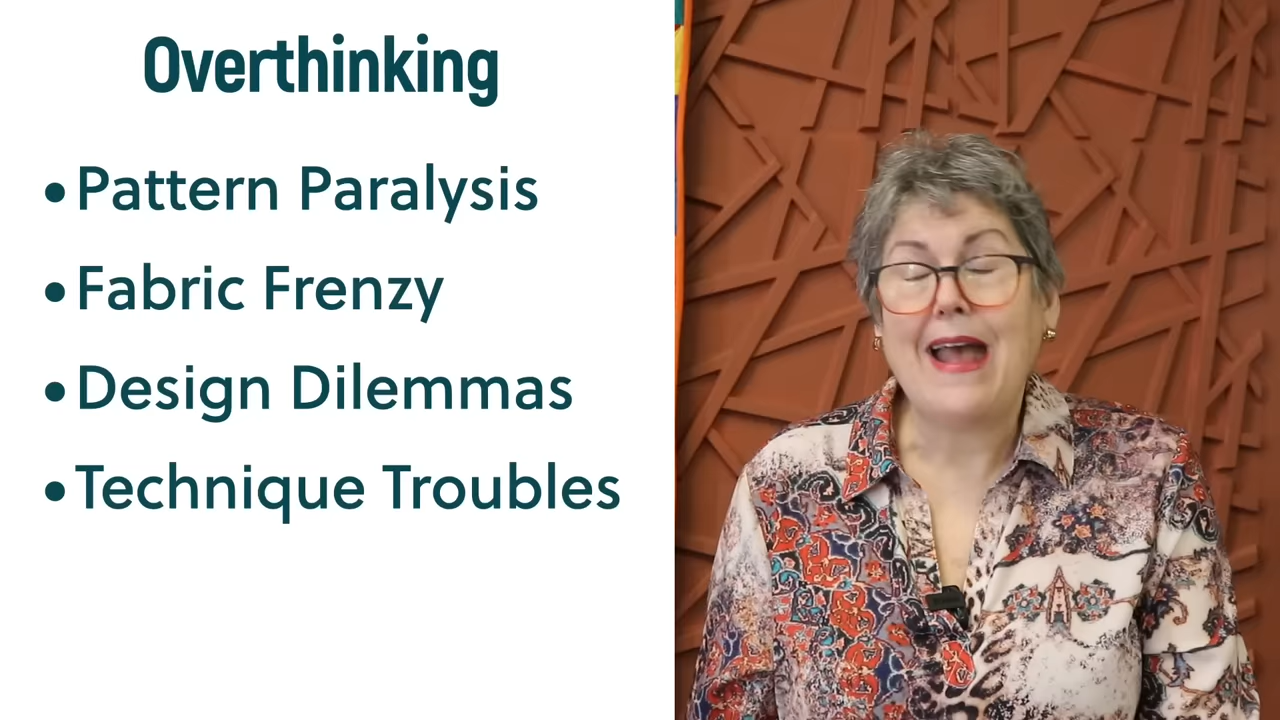 Overthinking
• Pattern Paralysis
• Fabric Frenzy
• Design Dilemmas
• Technique Troubles